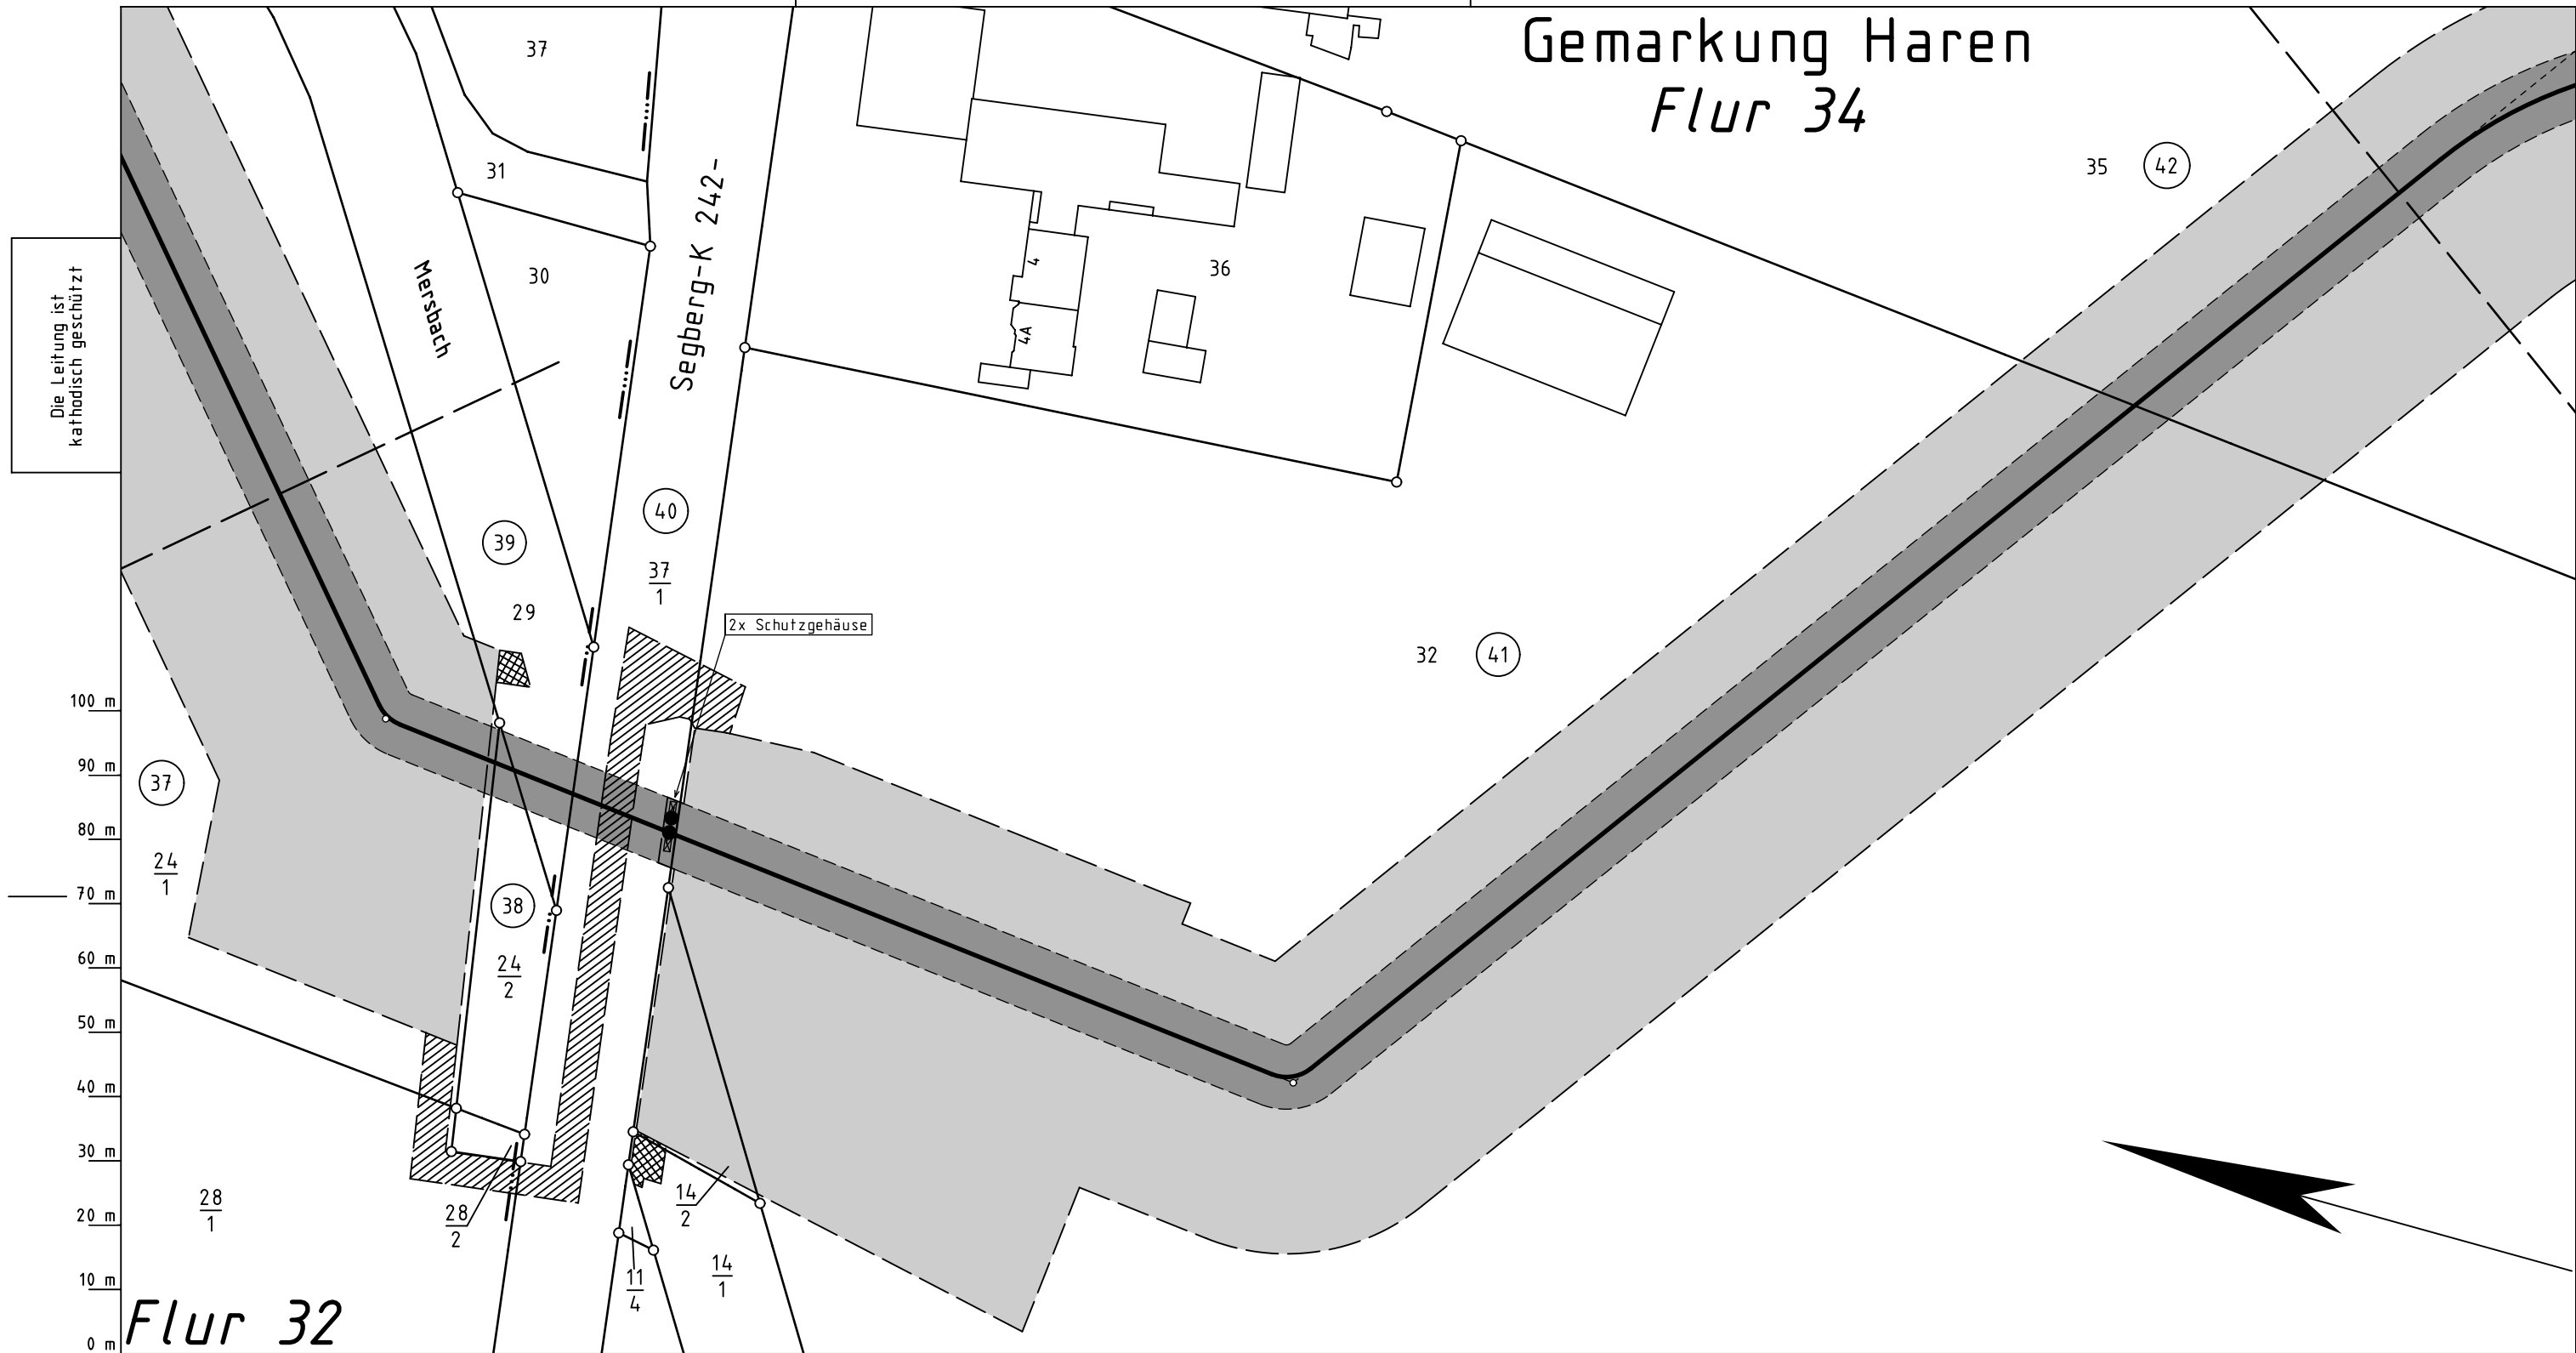 Gemarkung Haren
Flur 34
37
31
30
Mersbach
Segberg-K 242-
4
4A
36
35
42
Die Leitung ist
kathodisch geschützt
39
29
40
37
1
2x Schutzgehäuse
32
41
37
24
1
38
24
2
28
1
28
2
14
2
14
1
11
4
100 m
90 m
80 m
70 m
60 m
50 m
40 m
30 m
20 m
10 m
0 m
Flur 32